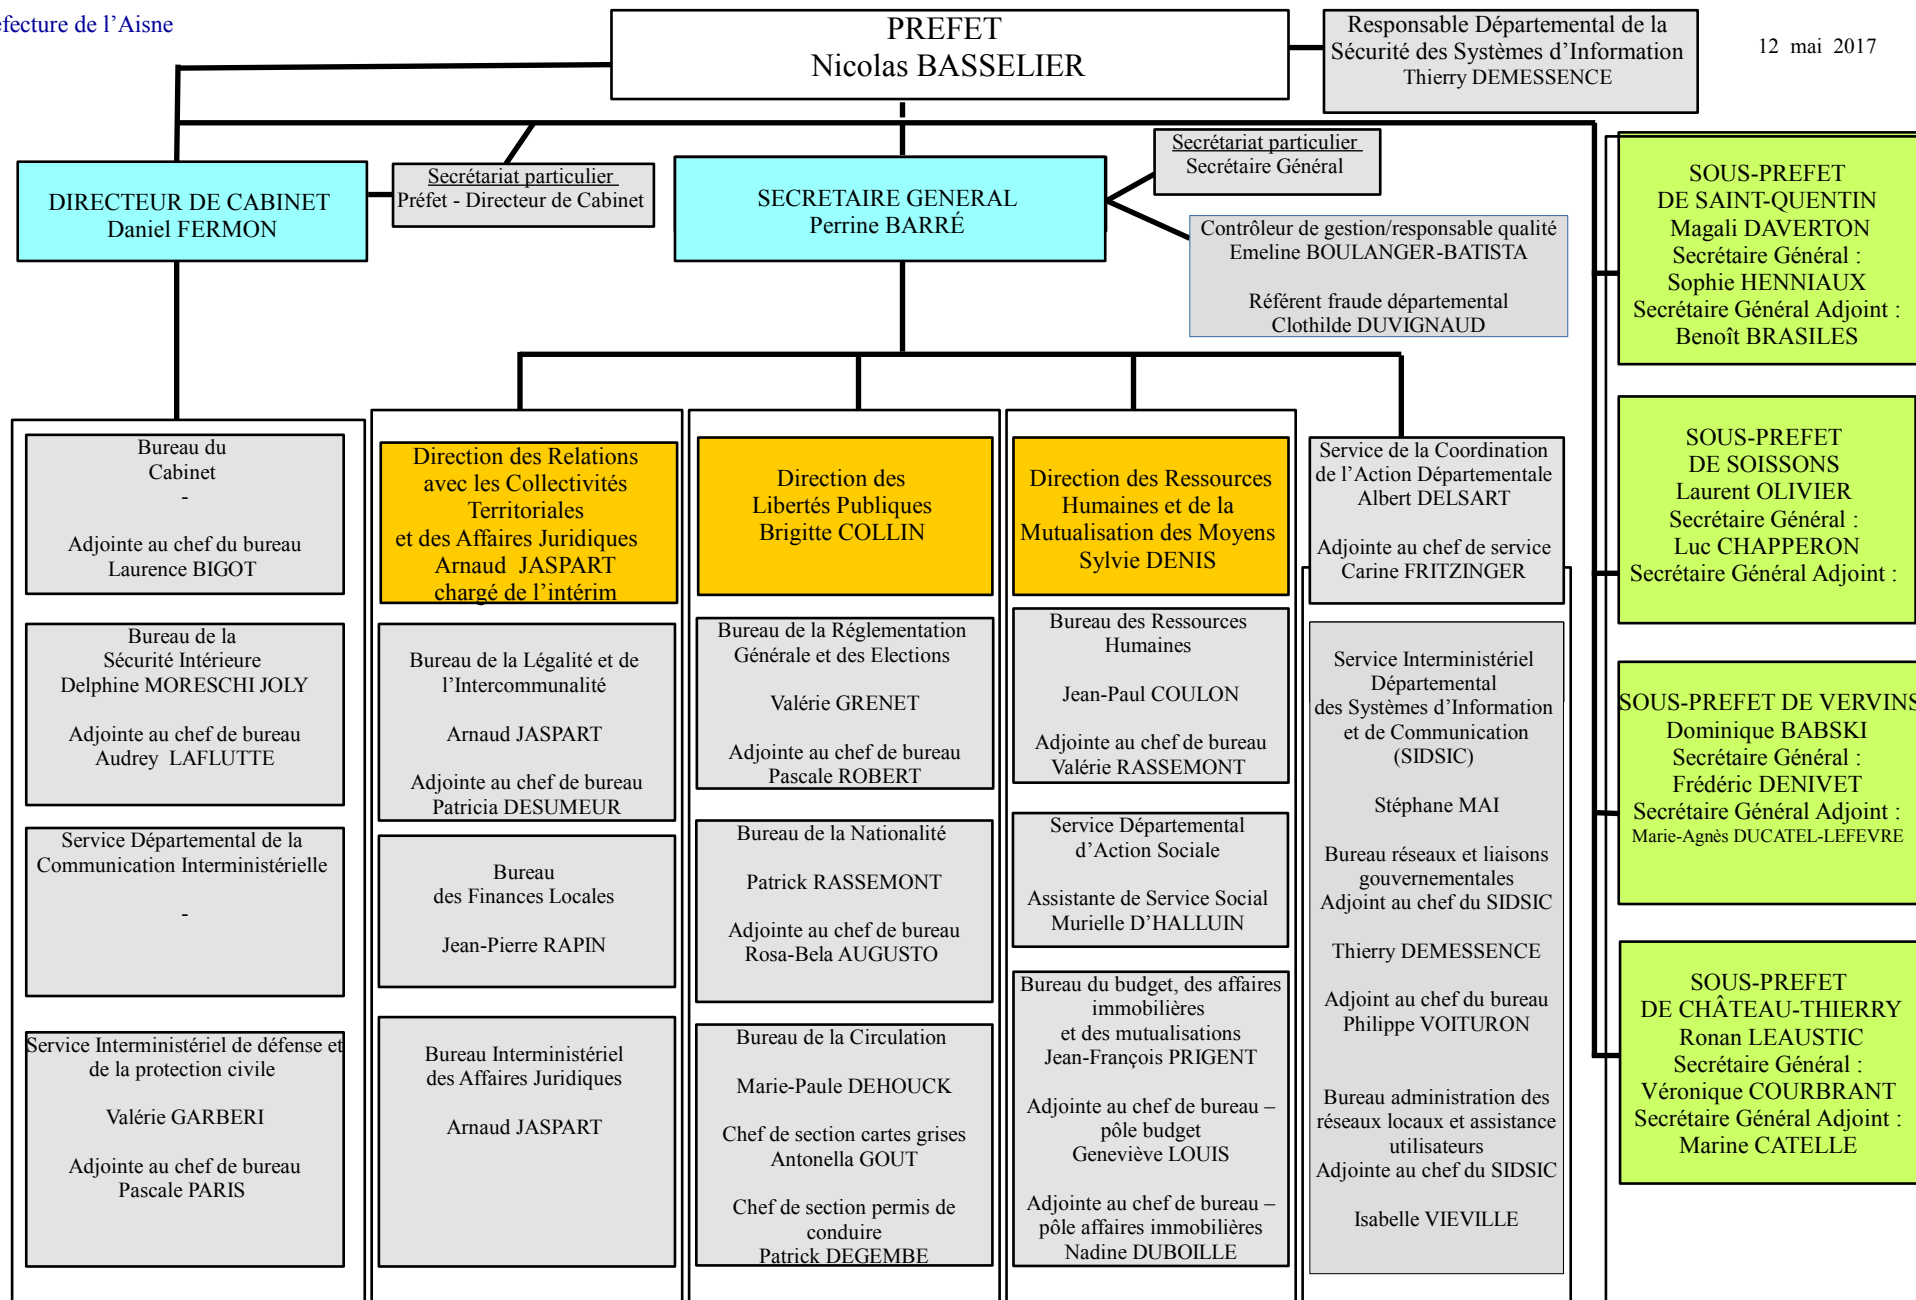 efecture de l’Aisne
PREFET
Nicolas BASSELIER
Responsable Départemental de la
Sécurité des Systèmes d’Information
Thierry DEMESSENCE
12 mai 2017
DIRECTEUR DE CABINET
Daniel FERMON
Secrétariat particulier
Préfet - Directeur de Cabinet
SECRETAIRE GENERAL
Perrine BARRÉ
Secrétariat particulier
Secrétaire Général
Contrôleur de gestion/responsable qualité
Emeline BOULANGER-BATISTA
Référent fraude départemental
Clothilde DUVIGNAUD
SOUS-PREFET
DE SAINT-QUENTIN
Magali DAVERTON
Secrétaire Général :
Sophie HENNIAUX
Secrétaire Général Adjoint :
Benoît BRASILES
SOUS-PREFET
DE SOISSONS
Laurent OLIVIER
Secrétaire Général :
Luc CHAPPERON
Secrétaire Général Adjoint :
SOUS-PREFET DE VERVINS
Dominique BABSKI
Secrétaire Général :
Frédéric DENIVET
Secrétaire Général Adjoint :
Marie-Agnès DUCATEL-LEFEVRE
SOUS-PREFET
DE CHÂTEAU-THIERRY
Ronan LEAUSTIC
Secrétaire Général :
Véronique COURBRANT
Secrétaire Général Adjoint :
Marine CATELLE
Bureau du
Cabinet
-
Adjointe au chef du bureau
Laurence BIGOT
Bureau de la
Sécurité Intérieure
Delphine MORESCHI JOLY
Adjointe au chef de bureau
Audrey LAFLUTTE
Service Départemental de la
Communication Interministérielle
-
Service Interministériel de défense et
de la protection civile
Valérie GARBERI
Adjointe au chef de bureau
Pascale PARIS
Direction des Relations
avec les Collectivités
Territoriales
et des Affaires Juridiques
Arnaud JASPART
chargé de l’intérim
Bureau de la Légalité et de
l’Intercommunalité
Arnaud JASPART
Adjointe au chef de bureau
Patricia DESUMEUR
Bureau
des Finances Locales
Jean-Pierre RAPIN
Bureau Interministériel
des Affaires Juridiques
Arnaud JASPART
Direction des
Libertés Publiques
Brigitte COLLIN
Bureau de la Réglementation
Générale et des Elections
Valérie GRENET
Adjointe au chef de bureau
Pascale ROBERT
Bureau de la Nationalité
Patrick RASSEMONT
Adjointe au chef de bureau
Rosa-Bela AUGUSTO
Bureau de la Circulation
Marie-Paule DEHOUCK
Chef de section cartes grises
Antonella GOUT
Chef de section permis de
conduire
Patrick DEGEMBE
Direction des Ressources
Humaines et de la
Mutualisation des Moyens
Sylvie DENIS
Bureau des Ressources
Humaines
Jean-Paul COULON
Adjointe au chef de bureau
Valérie RASSEMONT
Service Départemental
d’Action Sociale
Assistante de Service Social
Murielle D’HALLUIN
Bureau du budget, des affaires
immobilières
et des mutualisations
Jean-François PRIGENT
Adjointe au chef de bureau –
pôle budget
Geneviève LOUIS
Adjointe au chef de bureau –
pôle affaires immobilières
Nadine DUBOILLE
Service de la Coordination
de l’Action Départementale
Albert DELSART
Adjointe au chef de service
Carine FRITZINGER
Service Interministériel
Départemental
des Systèmes d’Information
et de Communication
(SIDSIC)
Stéphane MAI
Bureau réseaux et liaisons
gouvernementales
Adjoint au chef du SIDSIC
Thierry DEMESSENCE
Adjoint au chef du bureau
Philippe VOITURON
Bureau administration des
réseaux locaux et assistance
utilisateurs
Adjointe au chef du SIDSIC
Isabelle VIEVILLE